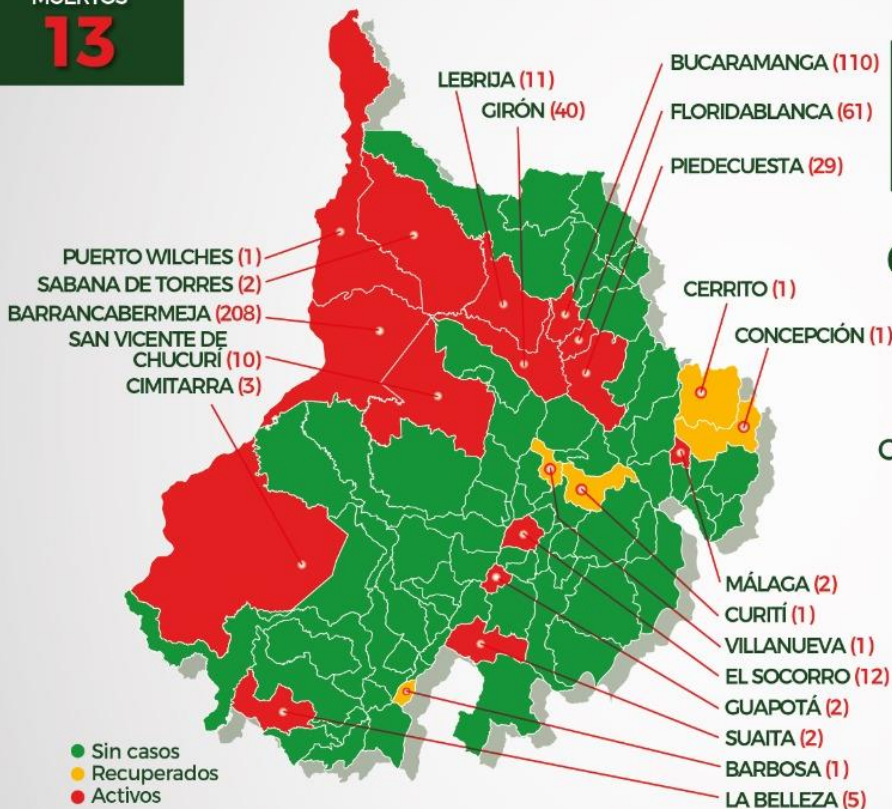 MUERTOS
13
LEBRIJA (11)
GIRÓN (40)
BUCARAMANGA (110)
FLORIDABLANCA (61)
PIEDECUESTA (29)
PUERTO WILCHES (1)
SABANA DE TORRES (2)
BARRANCABERMEJA (208)
SAN VICENTE DE
CHUCURÍ (10)
CIMITARRA (3)
CERRITO (1)
CONCEPCIÓN (1)
MÁLAGA (2)
CURITÍ (1)
VILLANUEVA (1)
EL SOCORRO (12)
GUAPOTÁ (2)
SUAITA (2)
BARBOSA (1)
LA BELLEZA (5)
Sin casos
Recuperados
Activos